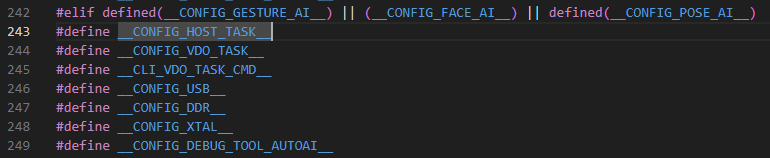 242 #elif defined(__CONFIG_GESTURE_AI__) || (__CONFIG_FACE_AI__) || defined(__CONFIG_POSE_AI__)
243 #define __CONFIG_HOST_TASK__
244 #define __CONFIG_VDO_TASK__
245 #define __CLI_VDO_TASK_CMD__
246 #define __CONFIG_USB__
247 #define __CONFIG_DDR__
248 #define __CONFIG_XTAL__
249 #define __CONFIG_DEBUG_TOOL_AUTOAI__